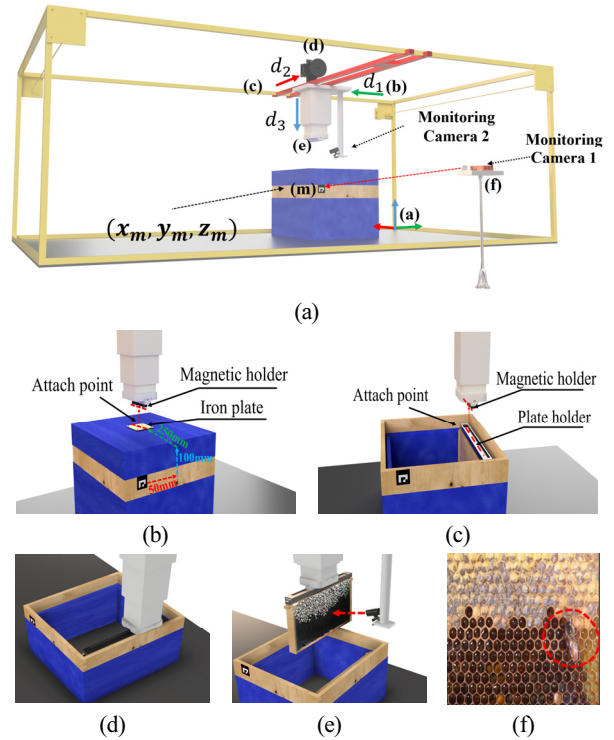 (d)
d₂
(c)
d₁
(b)
d₃
Monitoring
Camera 2
(e)
Monitoring
Camera 1
(m)
(f)
(a)
(xₘ, yₘ, zₘ)
(a)
Attach point
Magnetic holder
Iron plate
250mm
100mm
50mm
Attach point
Magnetic holder
Plate holder
(b)
(c)
(d)
(e)
(f)